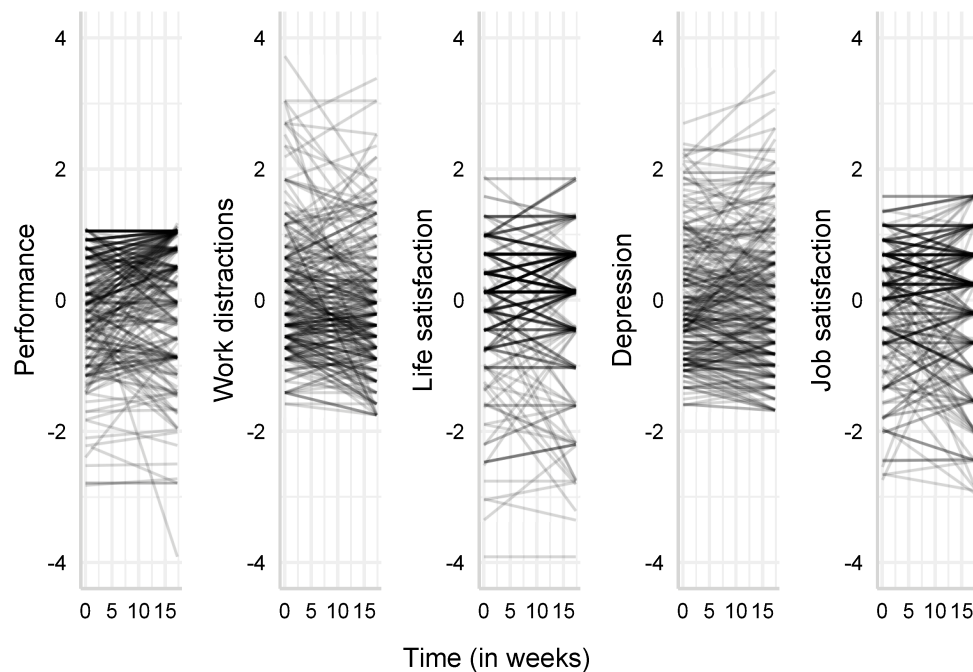 Performance
4
2
0
-2
-4
0 5 10 15
Work distractions
4
2
0
-2
-4
0 5 10 15
Life satisfaction
4
2
0
-2
-4
0 5 10 15
Depression
4
2
0
-2
-4
0 5 10 15
Job satisfaction
4
2
0
-2
-4
0 5 10 15
Time (in weeks)